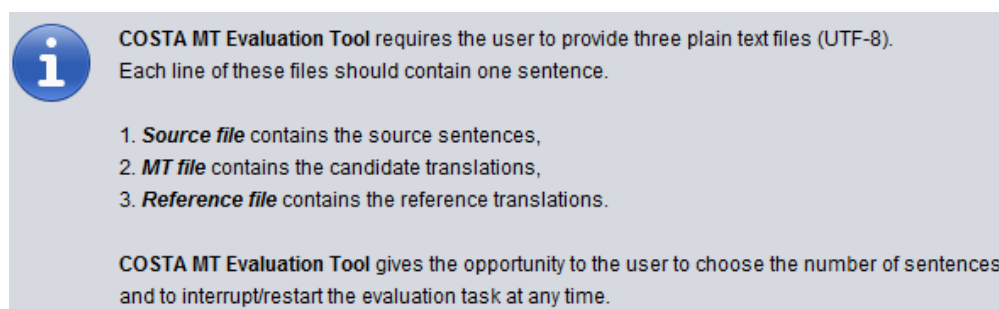 COSTA MT Evaluation Tool requires the user to provide three plain text files (UTF-8).
Each line of these files should contain one sentence.
1. Source file contains the source sentences,
2. MT file contains the candidate translations,
3. Reference file contains the reference translations.
COSTA MT Evaluation Tool gives the opportunity to the user to choose the number of sentences
and to interrupt/restart the evaluation task at any time.